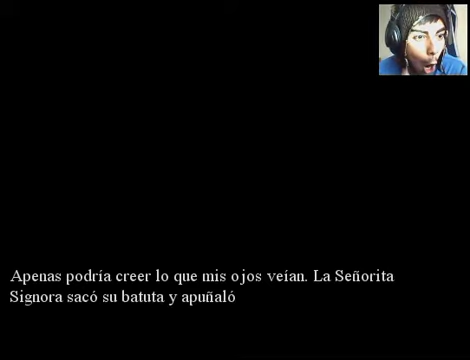 Apenas podría creer lo que mis ojos veían. La Señorita
Signora sacó su batuta y apuñaló